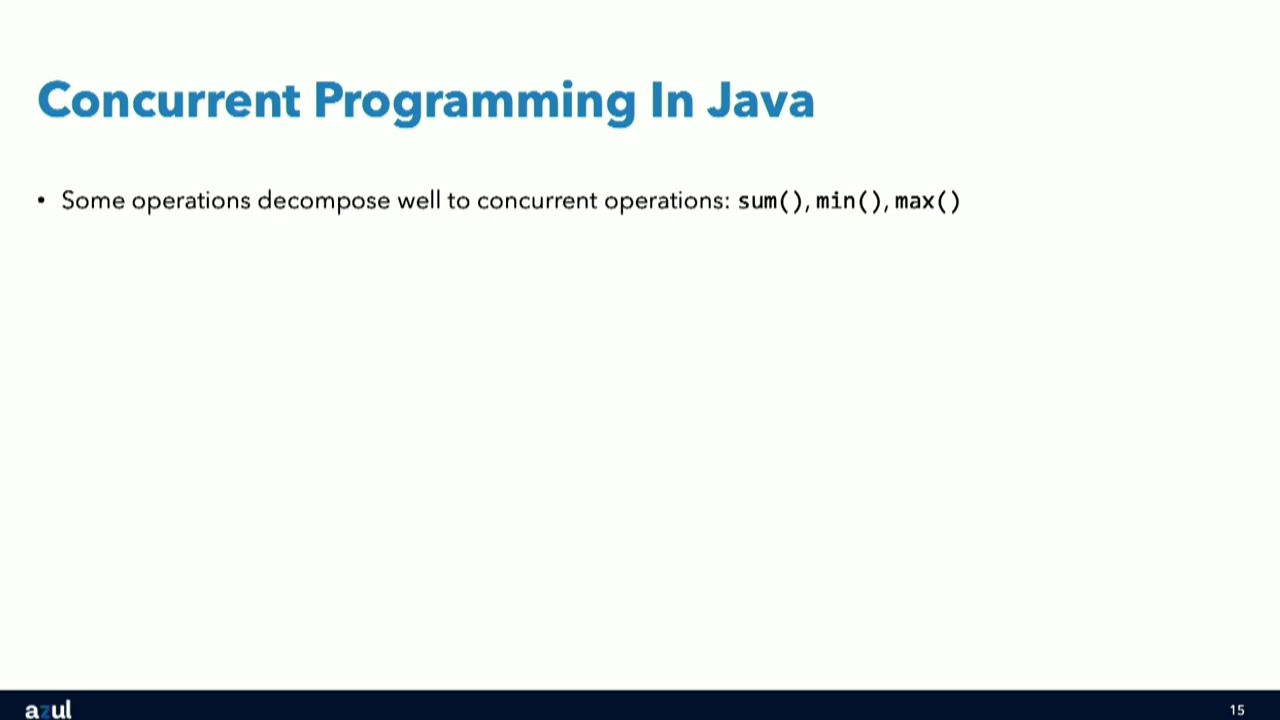 Concurrent Programming In Java
• Some operations decompose well to concurrent operations: sum(), min(), max()
azul
15